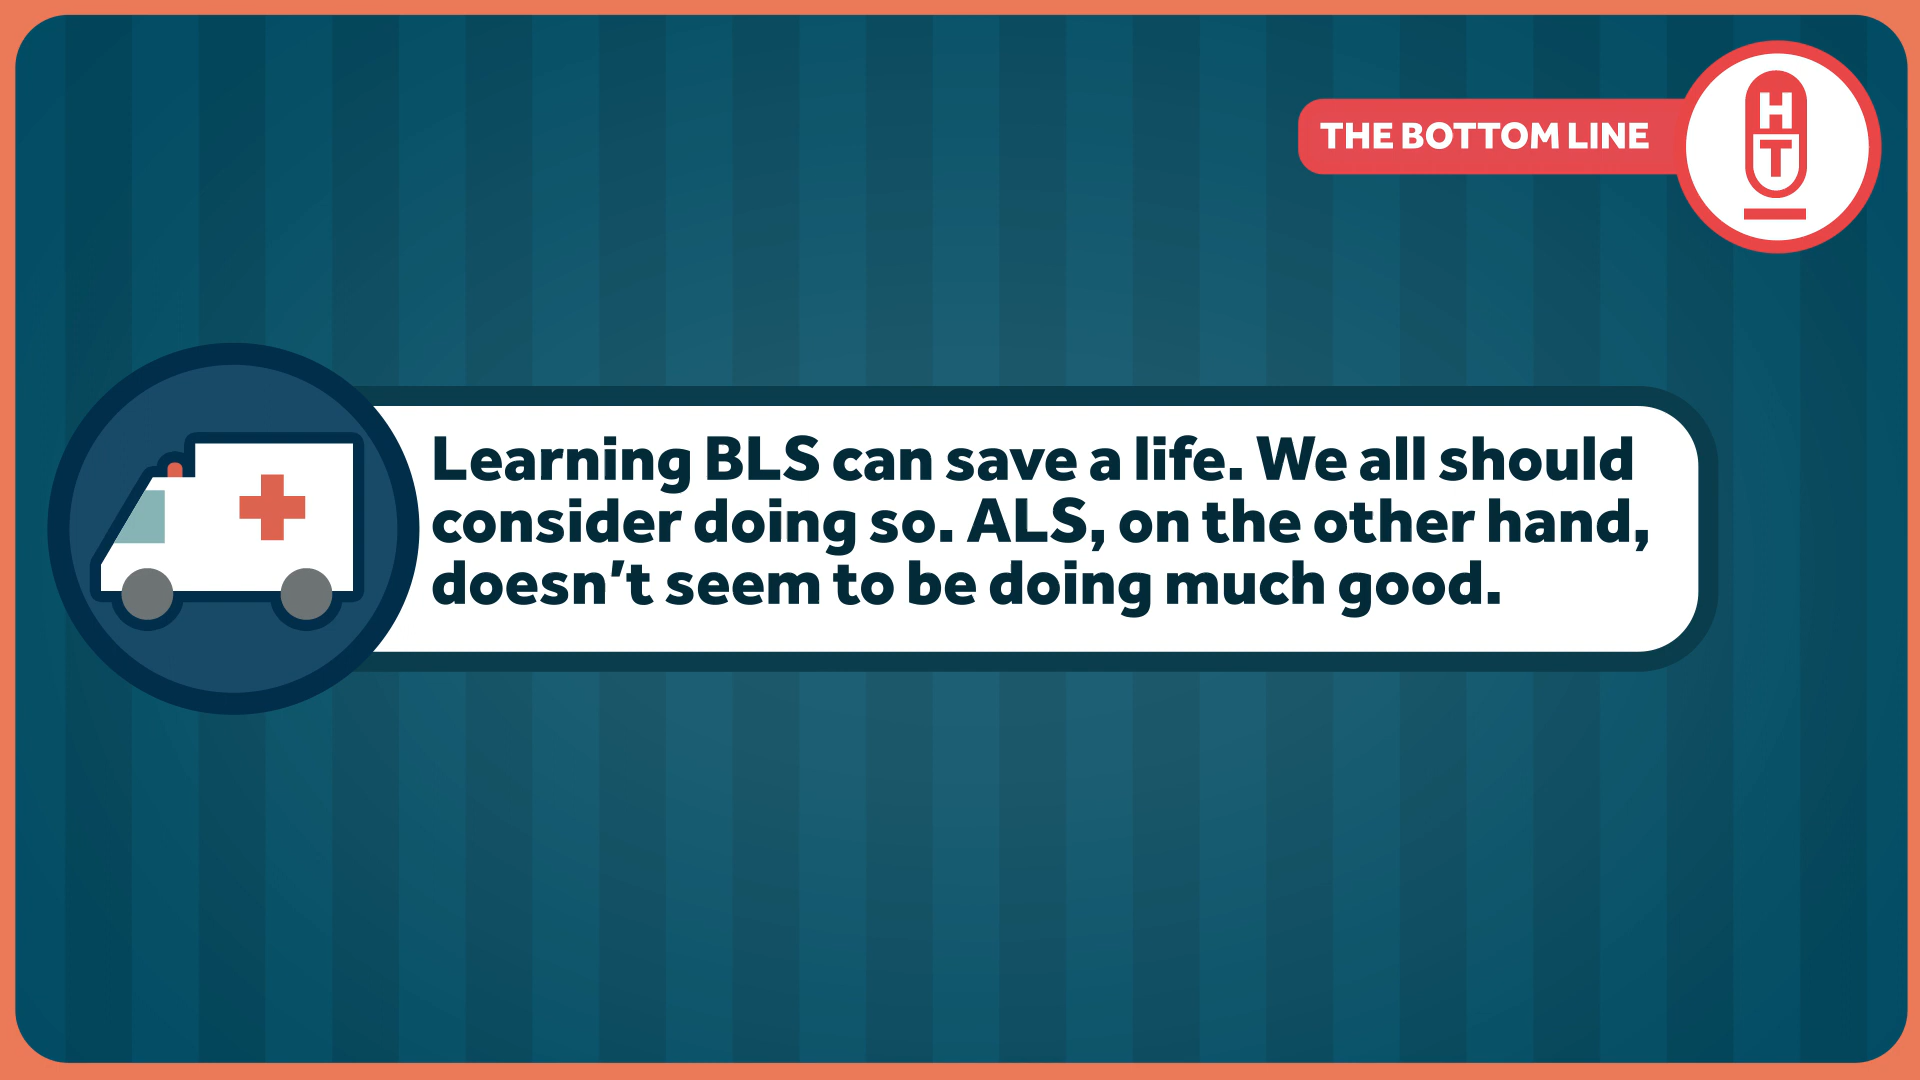 THE BOTTOM LINE
H
T
Learning BLS can save a life. We all should
consider doing so. ALS, on the other hand,
doesn't seem to be doing much good.